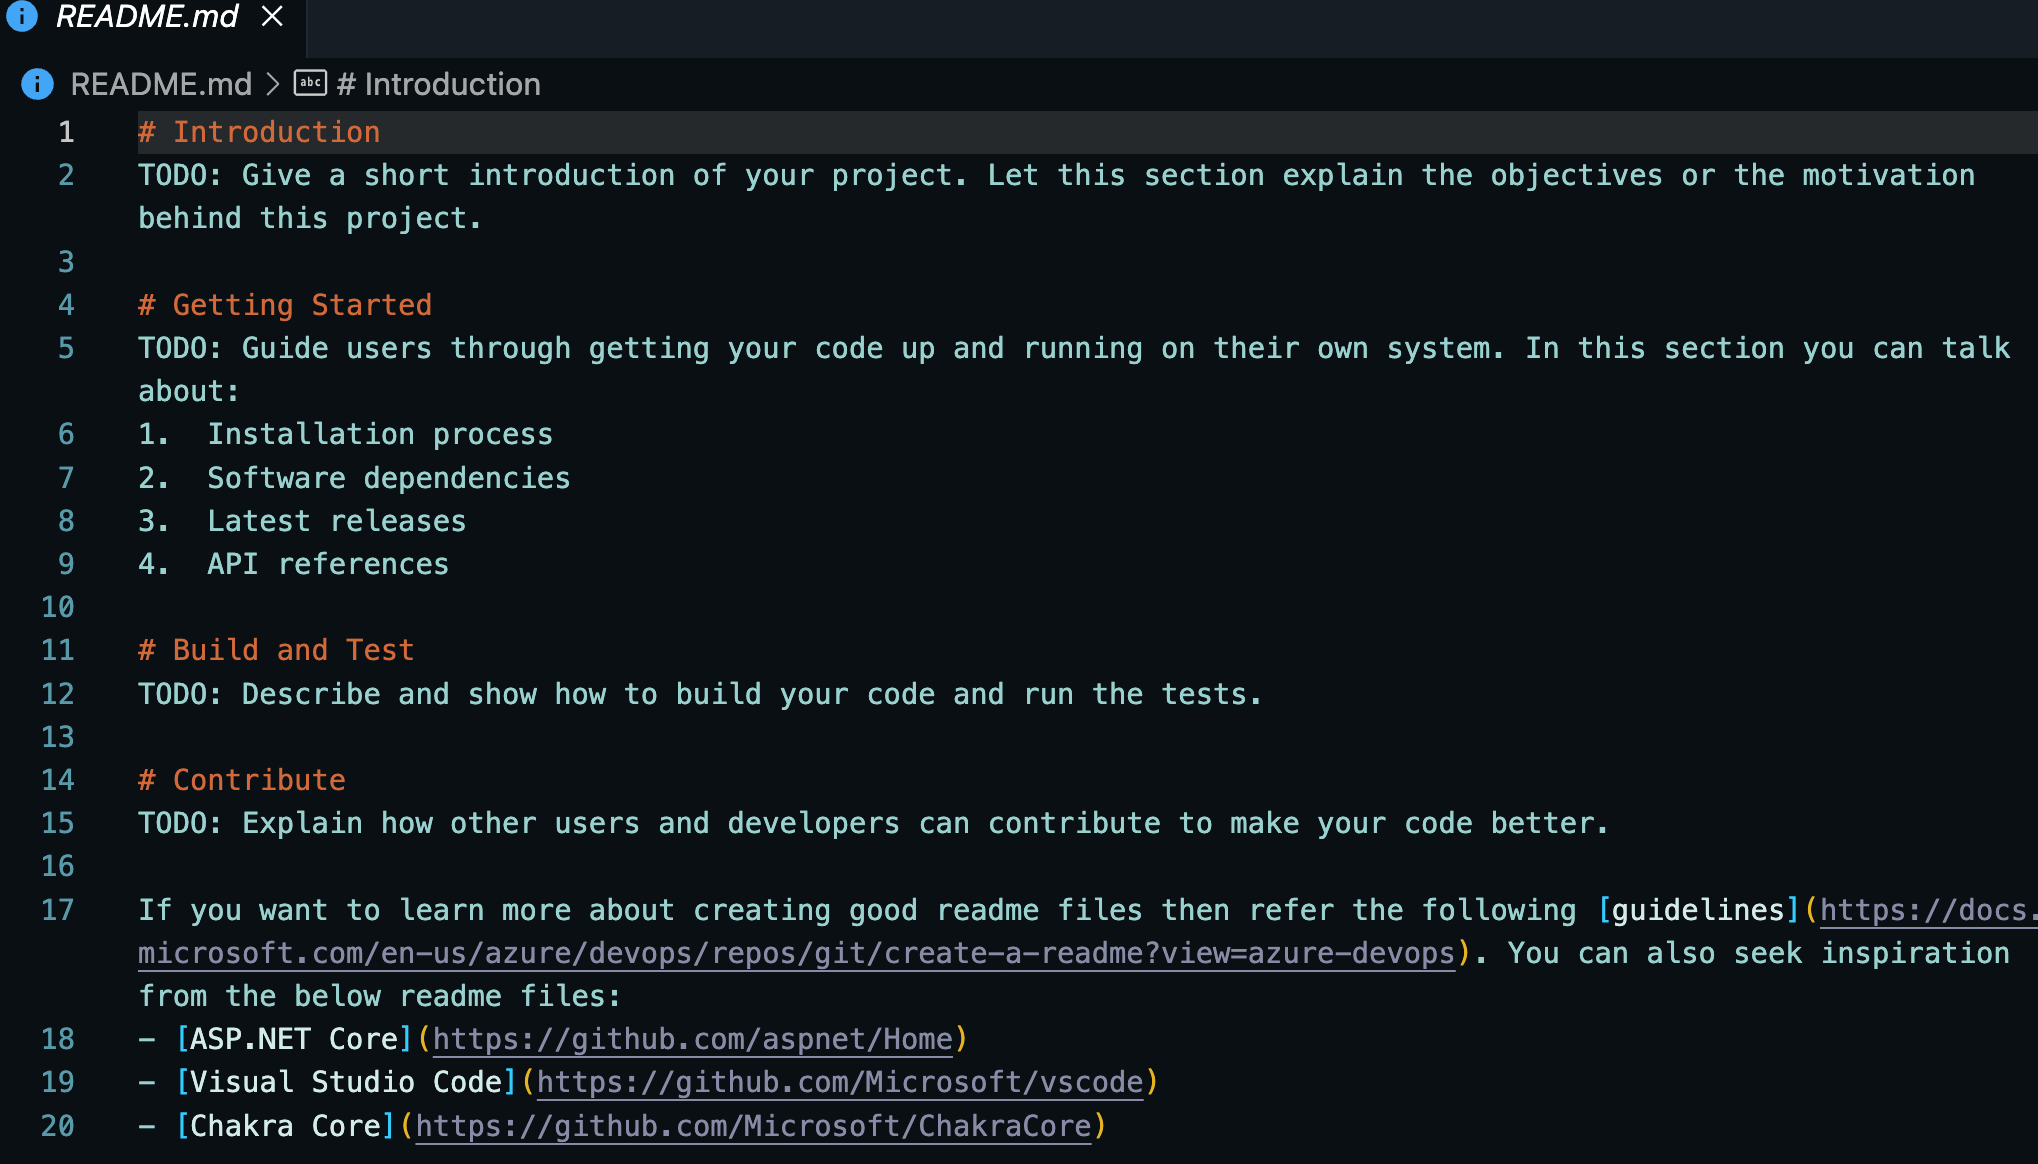 README.md
README.md > # Introduction
1 # Introduction
2 TODO: Give a short introduction of your project. Let this section explain the objectives or the motivation
behind this project.
3
4 # Getting Started
5 TODO: Guide users through getting your code up and running on their own system. In this section you can talk
about:
6 1.  Installation process
7 2.  Software dependencies
8 3.  Latest releases
9 4.  API references
10
11 # Build and Test
12 TODO: Describe and show how to build your code and run the tests.
13
14 # Contribute
15 TODO: Explain how other users and developers can contribute to make your code better.
16
17 If you want to learn more about creating good readme files then refer the following [guidelines](https://docs.
microsoft.com/en-us/azure/devops/repos/git/create-a-readme?view=azure-devops). You can also seek inspiration
from the below readme files:
18 - [ASP.NET Core](https://github.com/aspnet/Home)
19 - [Visual Studio Code](https://github.com/Microsoft/vscode)
20 - [Chakra Core](https://github.com/Microsoft/ChakraCore)